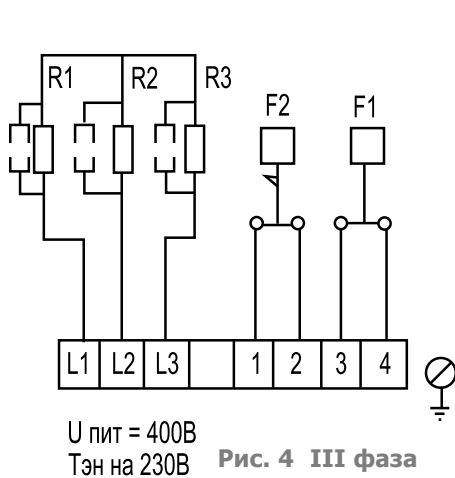 R1 R2 R3
F2 F1
L1 L2 L3 1 2 3 4
U пит = 400В
Тэн на 230В
Рис. 4 III фаза